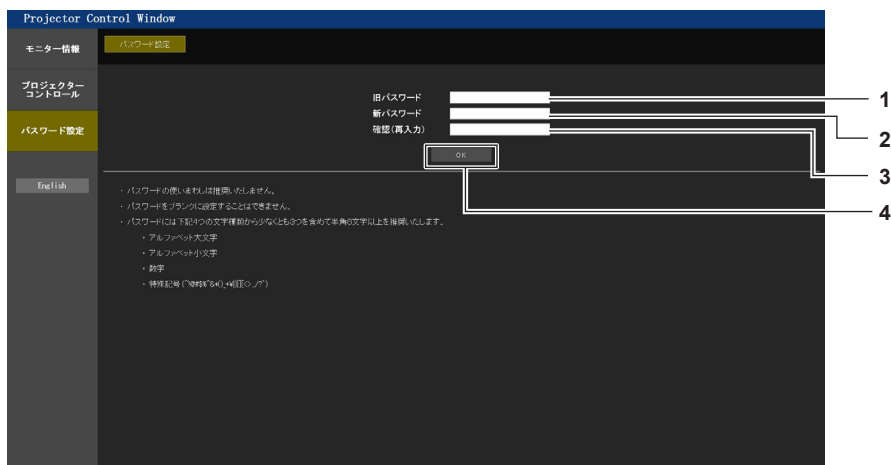 Projector Control Window
モニター情報
パスワード設定
プロジェクター
コントロール
パスワード設定
English
旧パスワード
新パスワード
確認(再入力)
OK
1
2
3
4
・パスワードの使いまわしは推奨いたしません。
・パスワードをブランクに設定することはできません。
・パスワードには下記4つの文字種類から少なくとも3つを含めて半角8文字以上を推奨いたします。
・アルファベット大文字
・アルファベット小文字
・数字
・特殊記号